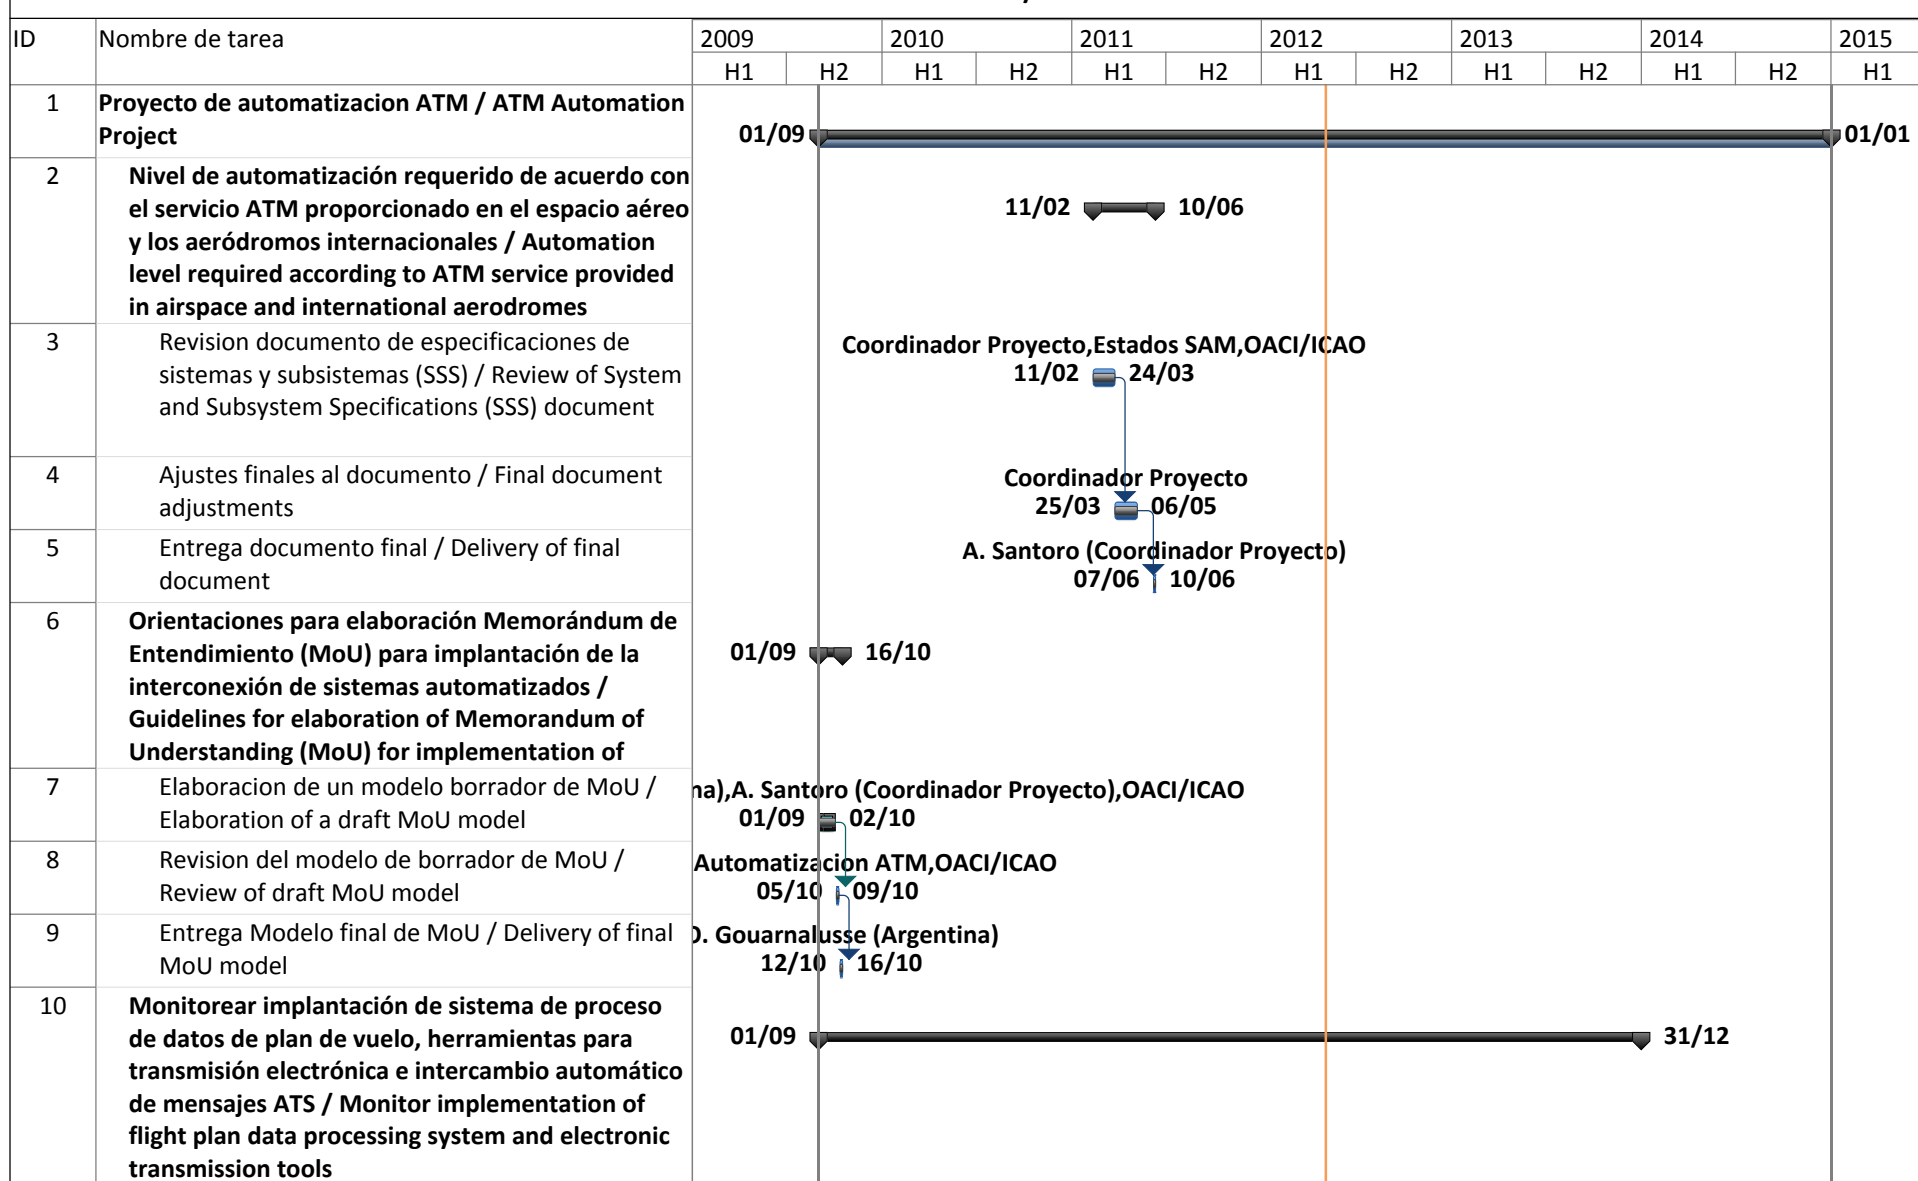 ID Nombre de tarea 2009 2010 2011 2012 2013 2014 2015
H1 H2 H1 H2 H1 H2 H1 H2 H1 H2 H1 H2 H1
1 Proyecto de automatizacion ATM / ATM Automation
Project
01/09 01/01
2 Nivel de automatización requerido de acuerdo con
el servicio ATM proporcionado en el espacio aéreo
y los aeródromos internacionales / Automation
level required according to ATM service provided
in airspace and international aerodromes
11/02 10/06
3 Revision documento de especificaciones de
sistemas y subsistemas (SSS) / Review of System
and Subsystem Specifications (SSS) document
Coordinador Proyecto,Estados SAM,OACI/ICAO
11/02 24/03
4 Ajustes finales al documento / Final document
adjustments
Coordinador Proyecto
25/03 06/05
5 Entrega documento final / Delivery of final
document
A. Santoro (Coordinador Proyecto)
07/06 10/06
6 Orientaciones para elaboración Memorándum de
Entendimiento (MoU) para implantación de la
interconexión de sistemas automatizados /
Guidelines for elaboration of Memorandum of
Understanding (MoU) for implementation of
01/09 16/10
7 Elaboracion de un modelo borrador de MoU /
Elaboration of a draft MoU model
na),A. Santoro (Coordinador Proyecto),OACI/ICAO
01/09 02/10
8 Revision del modelo de borrador de MoU /
Review of draft MoU model
Automatizacion ATM,OACI/ICAO
05/10 09/10
9 Entrega Modelo final de MoU / Delivery of final
MoU model
O. Gouarnalusse (Argentina)
12/10 16/10
10 Monitorear implantación de sistema de proceso
de datos de plan de vuelo, herramientas para
transmisión electrónica e intercambio automático
de mensajes ATS / Monitor implementation of
flight plan data processing system and electronic
transmission tools
01/09 31/12